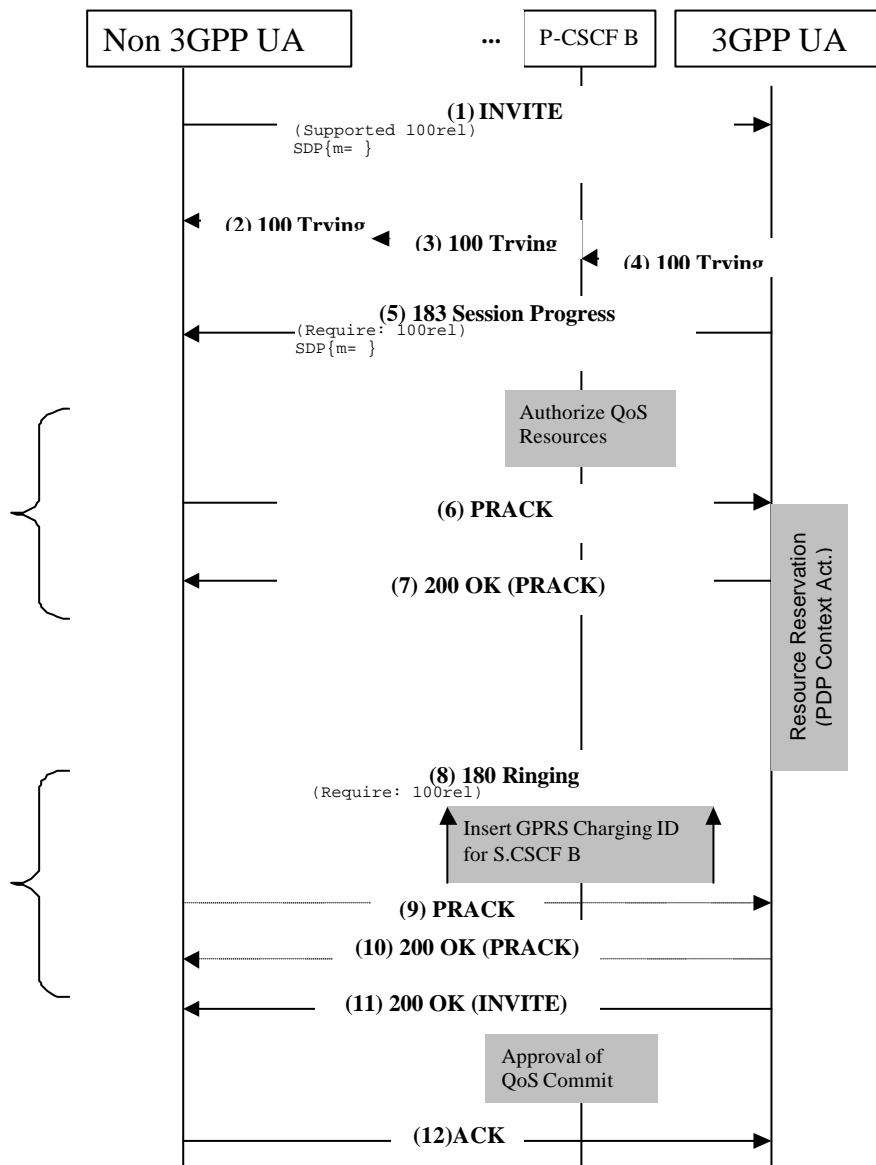 Non 3GPP UA
...
P-CSCF B
3GPP UA
(1) INVITE
(Supported 100rel)
SDP{m= }
(2) 100 Trying
(3) 100 Trying
(4) 100 Trying
(5) 183 Session Progress
(Require: 100rel)
SDP{m= }
Authorize QoS
Resources
(6) PRACK
(7) 200 OK (PRACK)
Resource Reservation
(PDP Context Act.)
(8) 180 Ringing
(Require: 100rel)
Insert GPRS Charging ID
for S.CSCF B
(9) PRACK
(10) 200 OK (PRACK)
(11) 200 OK (INVITE)
Approval of
QoS Commit
(12)ACK